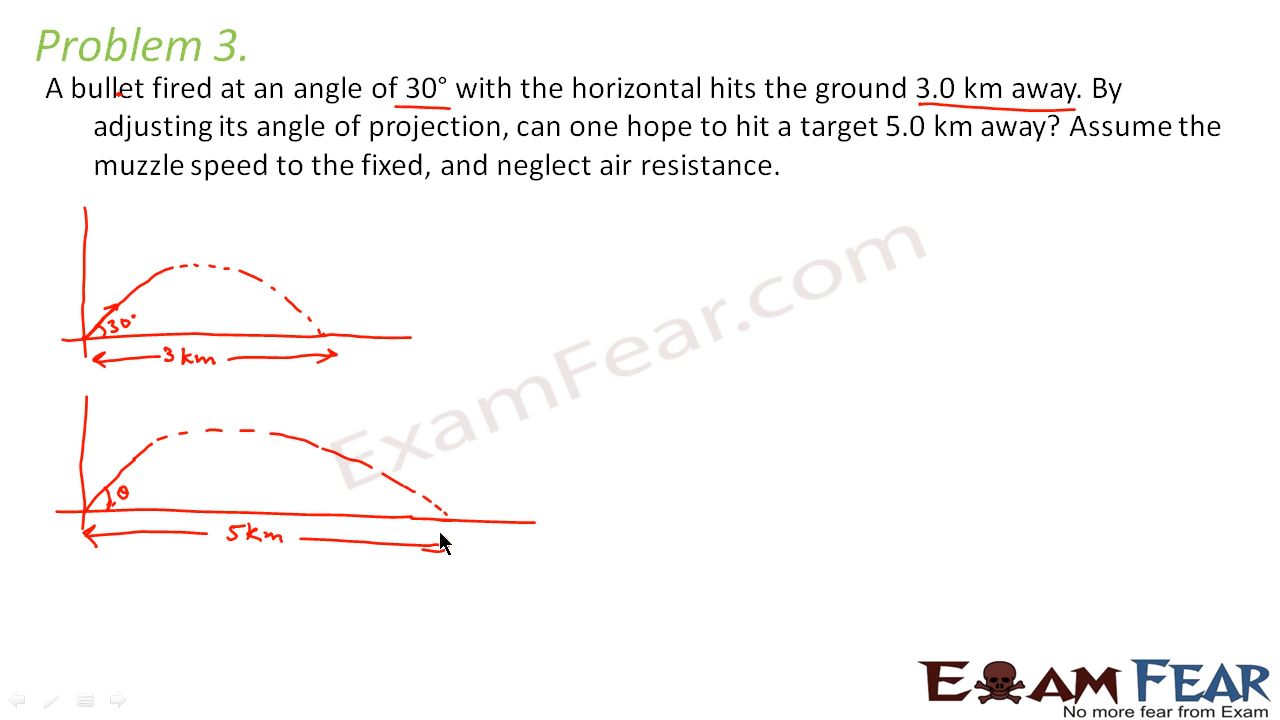 Problem 3.
A bullet fired at an angle of 30° with the horizontal hits the ground 3.0 km away. By
adjusting its angle of projection, can one hope to hit a target 5.0 km away? Assume the
muzzle speed to the fixed, and neglect air resistance.
30°
3 km
θ
5 km
ExamFear.com
EXAM FEAR
No more fear from Exam